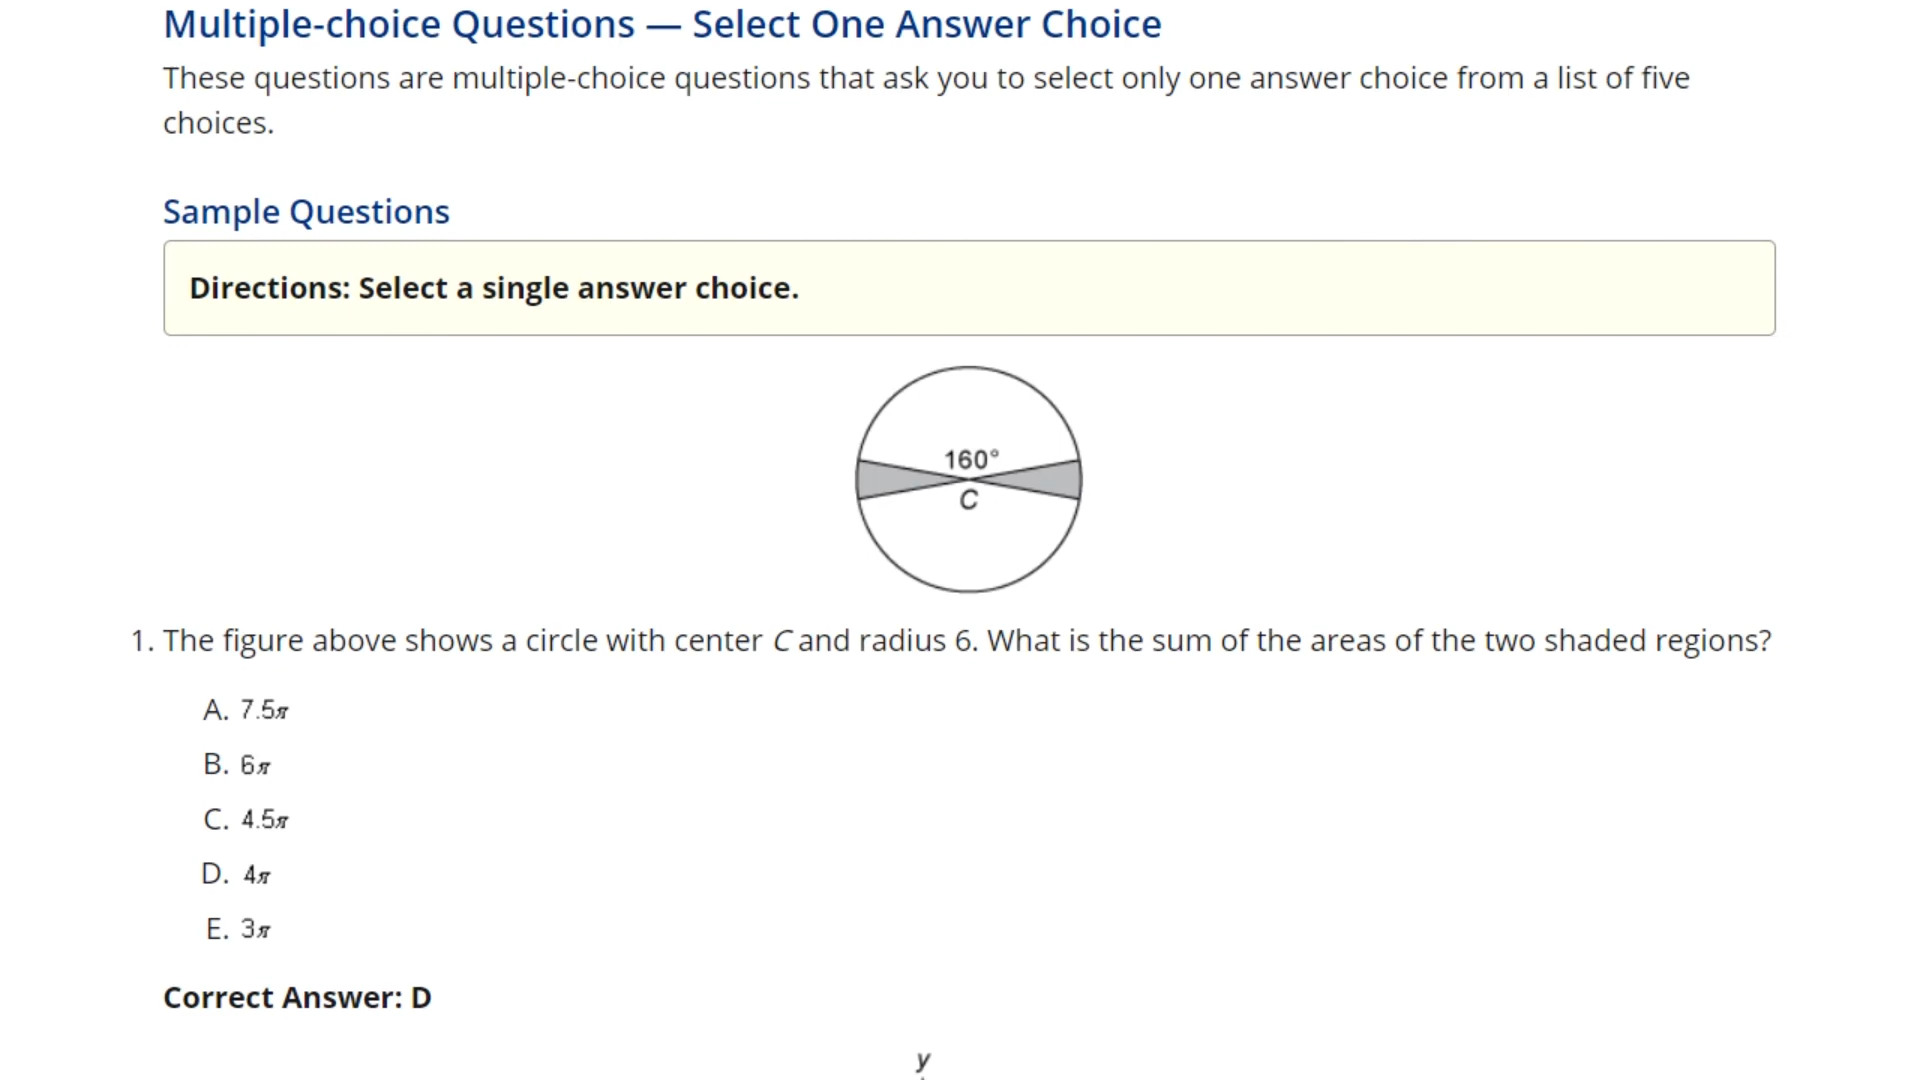 Multiple-choice Questions — Select One Answer Choice
These questions are multiple-choice questions that ask you to select only one answer choice from a list of five
choices.
Sample Questions
Directions: Select a single answer choice.
160°
C
1. The figure above shows a circle with center C and radius 6. What is the sum of the areas of the two shaded regions?
A. 7.5π
B. 6π
C. 4.5π
D. 4π
E. 3π
Correct Answer: D
y